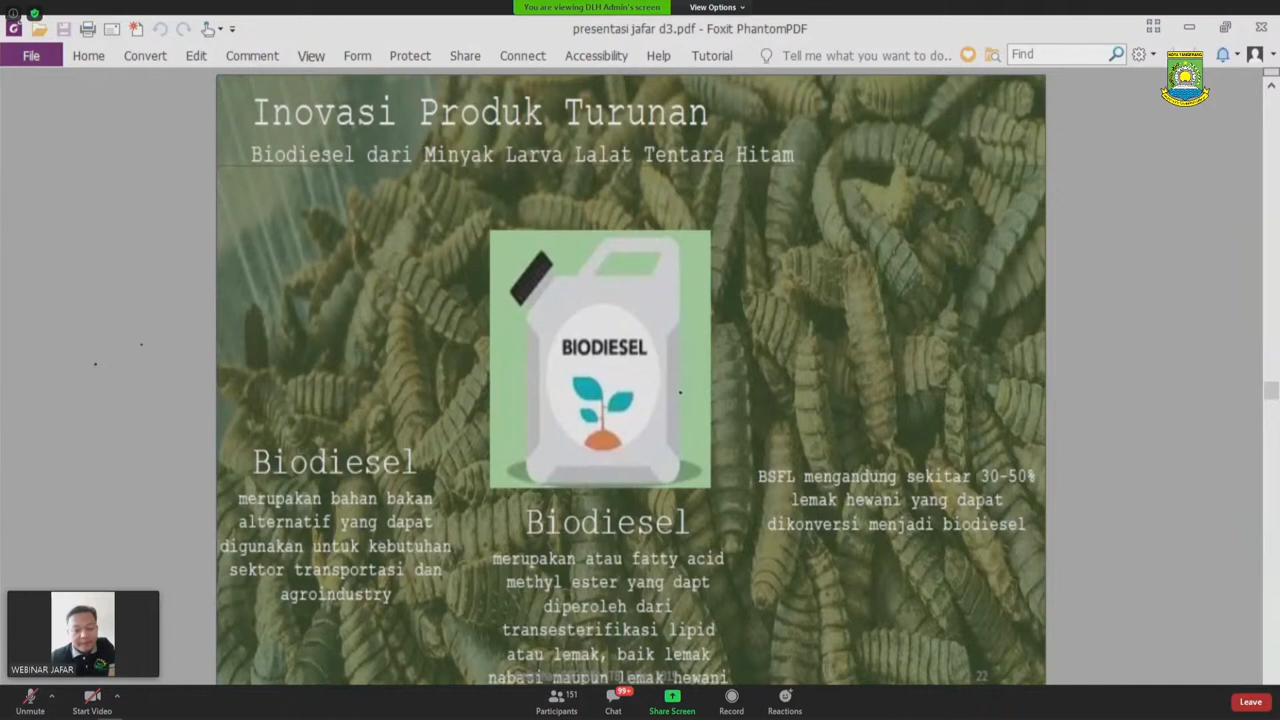 You are viewing DLH Admin's screen
View Options
presentasi jafar d3.pdf - Foxit PhantomPDF
File Home Convert Edit Comment View Form Protect Share Connect Accessibility Help Tutorial
Tell me what you want to do..
Find
KOTA TANGERANG
Inovasi Produk Turunan
Biodiesel dari Minyak Larva Lalat Tentara Hitam
BIODIESEL
Biodiesel
merupakan bahan bakan
alternatif yang dapat
digunakan untuk kebutuhan
sektor transportasi dan
agroindustry
Biodiesel
merupakan atau fatty acid
methyl ester yang dapt
diperoleh dari
transesterifikasi lipid
atau lemak, baik lemak
nabasi maupun lemak hewani
BSFL mengandung sekitar 30-50%
lemak hewani yang dapat
dikonversi menjadi biodiesel
22
WEBINAR JAFAR
Unmute
Start Video
151
Participants
99+
Chat
Share Screen
Record
Reactions
Leave